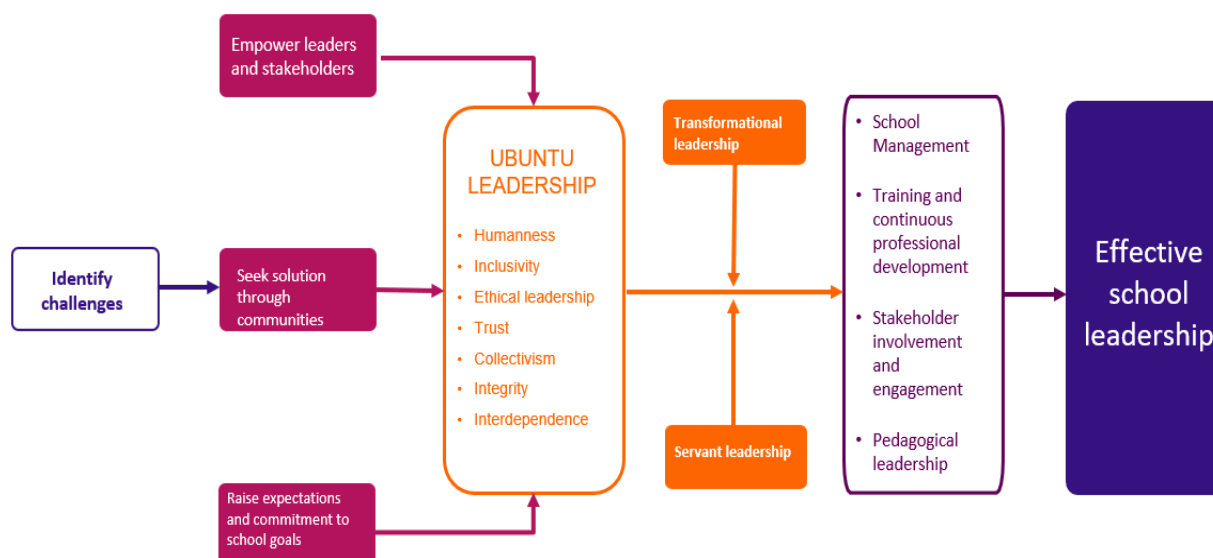 Empower leaders
and stakeholders
Identify
challenges
Seek solution
through
communities
Raise expectations
and commitment to
school goals
UBUNTU
LEADERSHIP
• Humanness
• Inclusivity
• Ethical leadership
• Trust
• Collectivism
• Integrity
• Interdependence
Transformational
leadership
Servant leadership
• School
Management
• Training and
continuous
professional
development
• Stakeholder
involvement
and
engagement
• Pedagogical
leadership
Effective
school
leadership